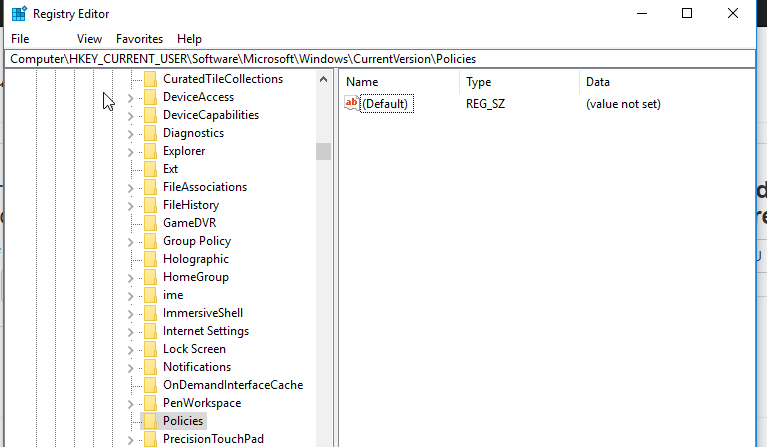 Registry Editor
File View Favorites Help
Computer\HKEY_CURRENT_USER\Software\Microsoft\Windows\CurrentVersion\Policies
CuratedTileCollections
DeviceAccess
DeviceCapabilities
Diagnostics
Explorer
Ext
FileAssociations
FileHistory
GameDVR
Group Policy
Holographic
HomeGroup
ime
ImmersiveShell
Internet Settings
Lock Screen
Notifications
OnDemandInterfaceCache
PenWorkspace
Policies
PrecisionTouchPad
Name Type Data
ab (Default) REG_SZ (value not set)